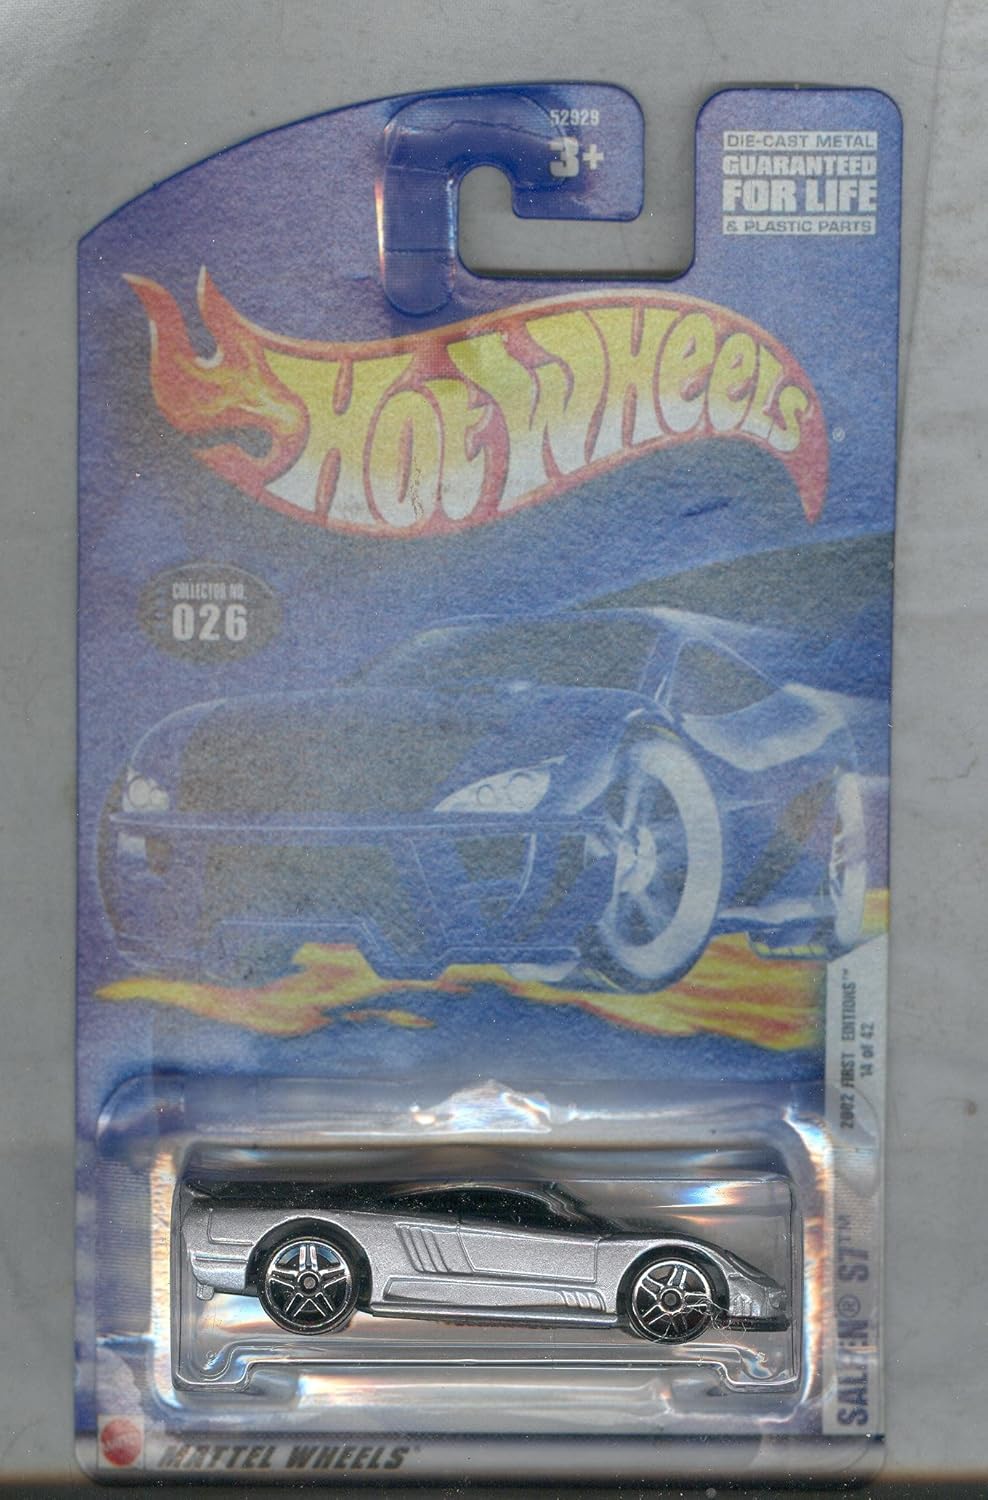 52929
3+
DIE-CAST METAL
GUARANTEED
FOR LIFE
& PLASTIC PARTS
HOT WHEELS®
COLLECTOR NO.
026
2002 FIRST EDITIONS™
14 of 42
SALEEN® S7™
MATTEL WHEELS